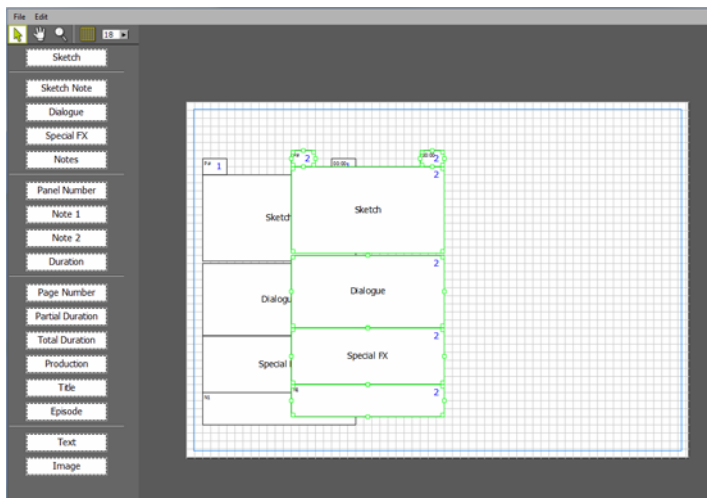 File Edit
18
Sketch
Sketch Note
Dialogue
Special FX
Notes
Panel Number
Note 1
Note 2
Duration
Page Number
Partial Duration
Total Duration
Production
Title
Episode
Text
Image
1
2
2
2
Sketch
Sketch
2
Dialogue
Dialogue
2
Special FX
Special
2